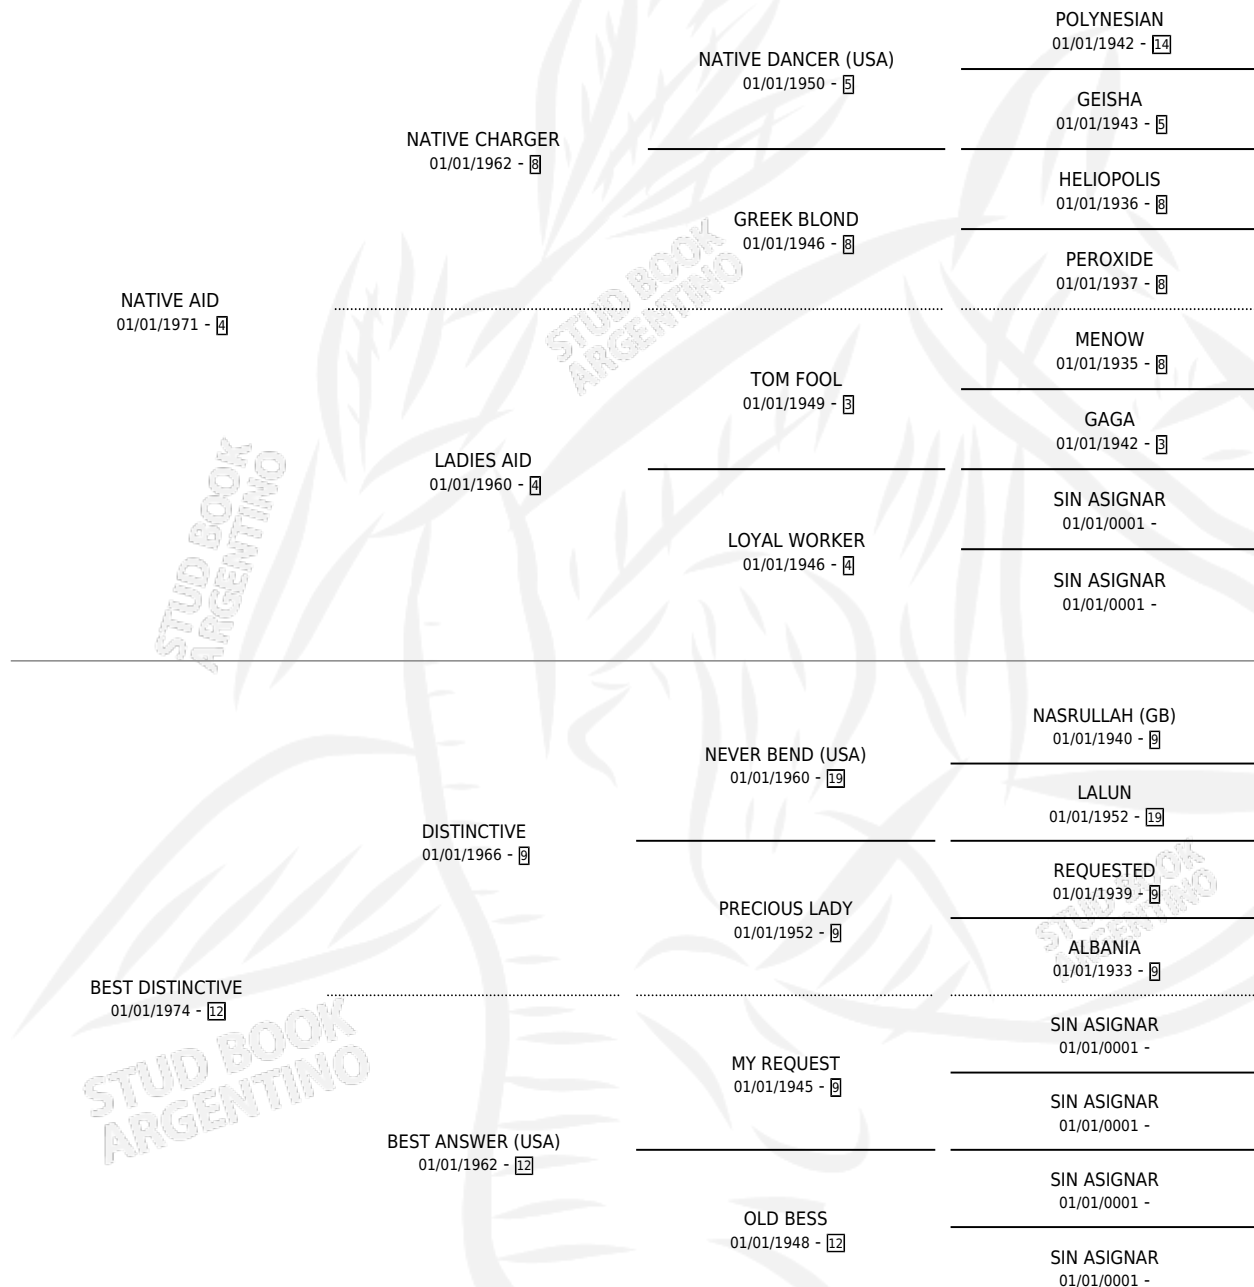 POLYNESIAN
01/01/1942 - 14
NATIVE DANCER (USA)
01/01/1950 - 5
GEISHA
01/01/1943 - 5
NATIVE CHARGER
01/01/1962 - 8
HELIOPOLIS
01/01/1936 - 8
GREEK BLOND
01/01/1946 - 8
PEROXIDE
01/01/1937 - 8
NATIVE AID
01/01/1971 - 4
MENOW
01/01/1935 - 8
TOM FOOL
01/01/1949 - 3
GAGA
01/01/1942 - 3
LADIES AID
01/01/1960 - 4
SIN ASIGNAR
01/01/0001 -
LOYAL WORKER
01/01/1946 - 4
SIN ASIGNAR
01/01/0001 -
NASRULLAH (GB)
01/01/1940 - 9
NEVER BEND (USA)
01/01/1960 - 19
LALUN
01/01/1952 - 19
DISTINCTIVE
01/01/1966 - 9
REQUESTED
01/01/1939 - 9
PRECIOUS LADY
01/01/1952 - 9
ALBANIA
01/01/1933 - 9
BEST DISTINCTIVE
01/01/1974 - 12
SIN ASIGNAR
01/01/0001 -
MY REQUEST
01/01/1945 - 9
SIN ASIGNAR
01/01/0001 -
BEST ANSWER (USA)
01/01/1962 - 12
SIN ASIGNAR
01/01/0001 -
OLD BESS
01/01/1948 - 12
SIN ASIGNAR
01/01/0001 -
STUD BOOK
ARGENTINO
STUD BOOK
ARGENTINO
STUD BOOK
ARGENTINO
STUD BOOK
ARGENTINO